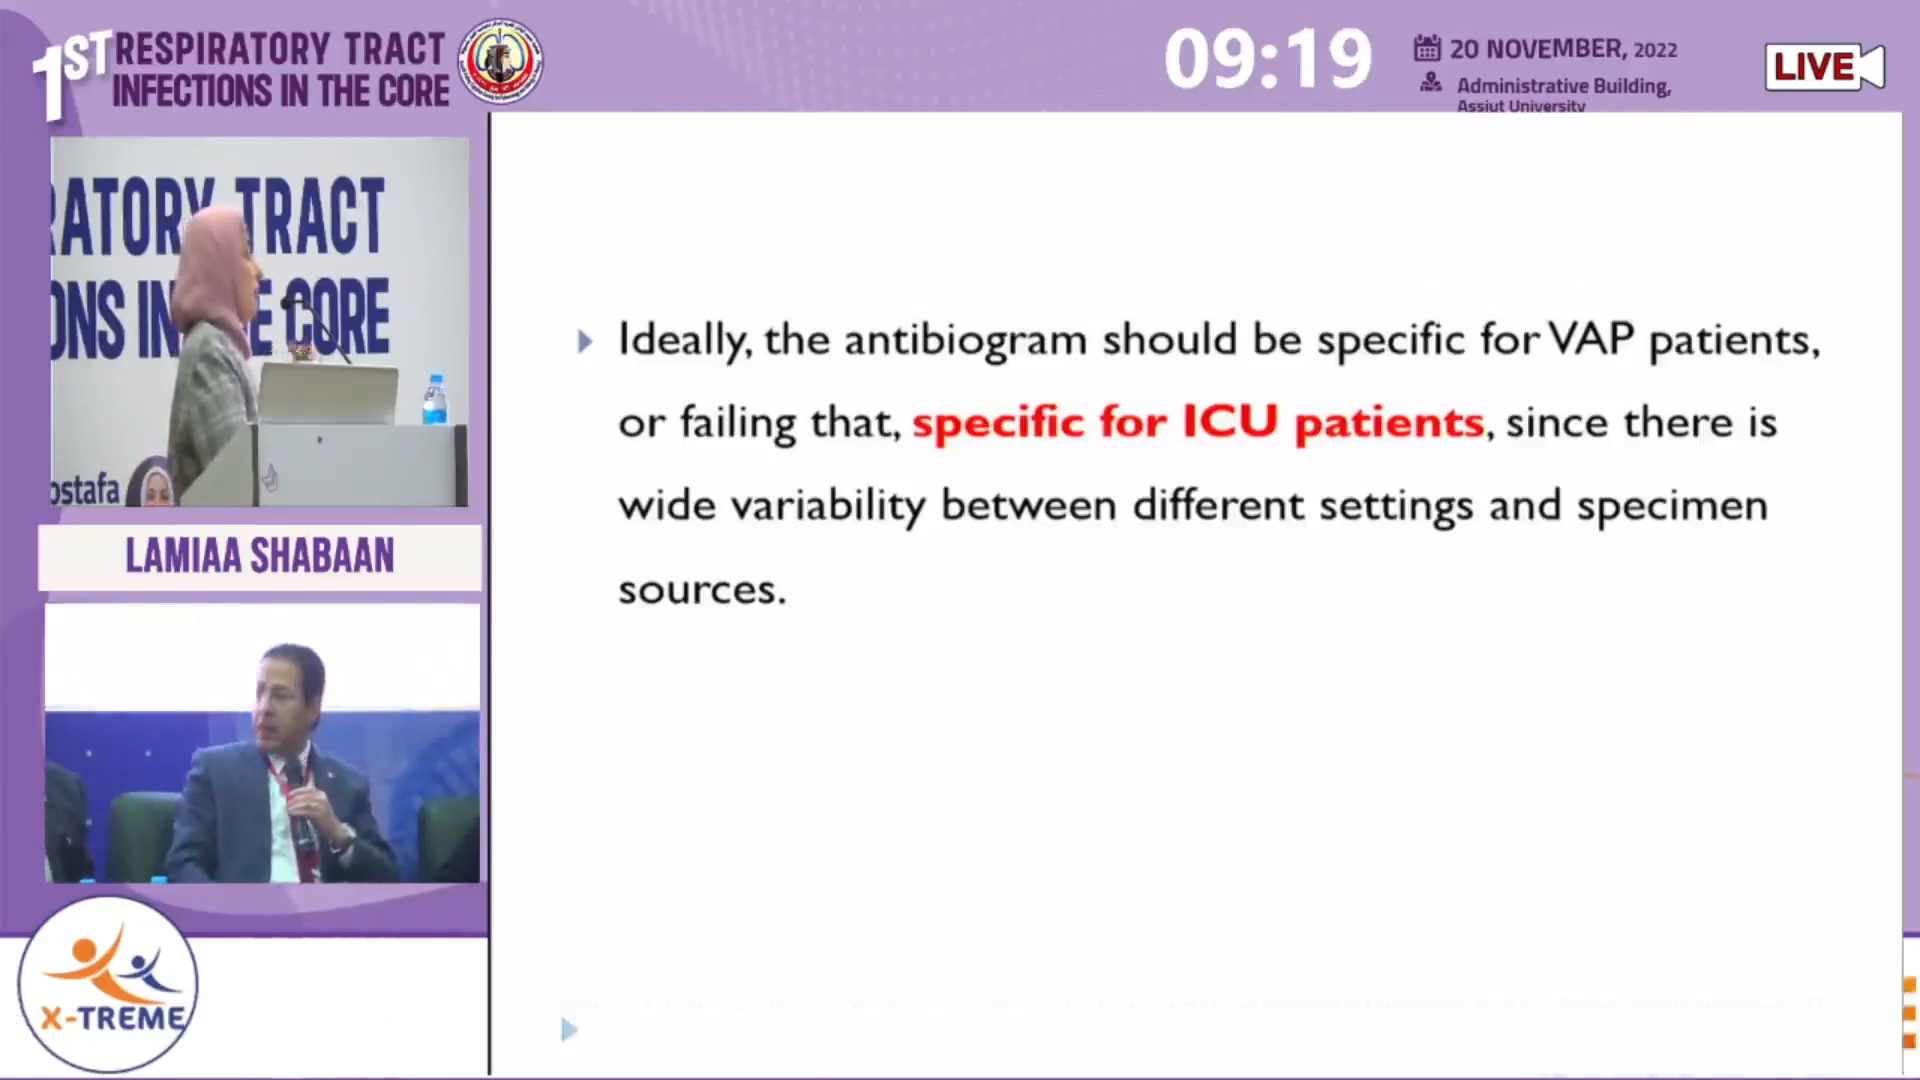 1ST RESPIRATORY TRACT
INFECTIONS IN THE CORE
09:19
20 NOVEMBER, 2022
Administrative Building,
Assiut University
LIVE
RATORY TRACT
ONS IN THE CORE
ostafa
LAMIAA SHABAAN
X-TREME
Ideally, the antibiogram should be specific for VAP patients,
or failing that, specific for ICU patients, since there is
wide variability between different settings and specimen
sources.